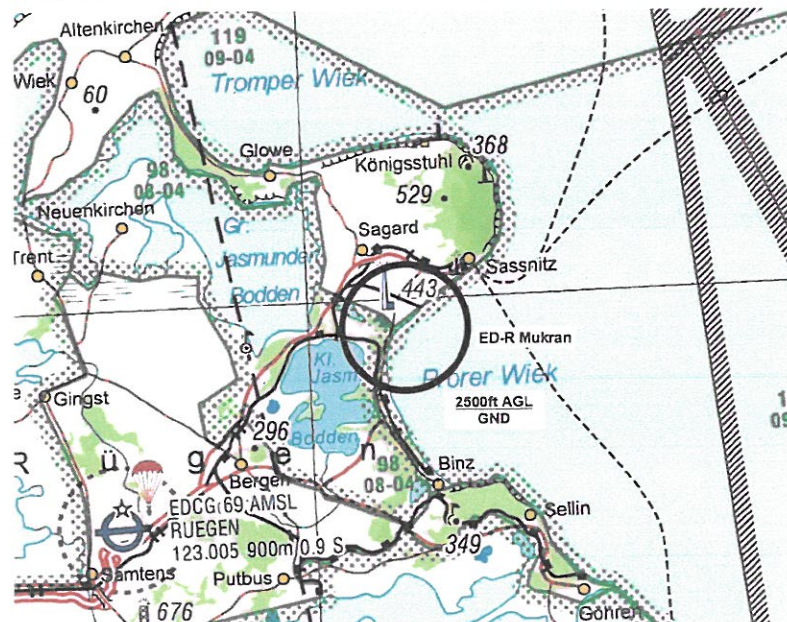 Altenkirchen
119
09-04
Tromper Wiek
Wiek
60
Glowe
368
Königsstuhl
98
08-04
529
Neuenkirchen
Gr.
Jasmunder
Bodden
Sagard
Trent
Sassnitz
443
ED-R Mukran
Kl.
Jasm
Bodden
Prorer Wiek
2500ft AGL
GND
Gingst
296
R ü g e n
98
08-04
Bergen
Binz
EDCG 69 AMSL
RUEGEN
123.005 900m 0.9 S
Sellin
349
Samtens
Putbus
Göhren
676